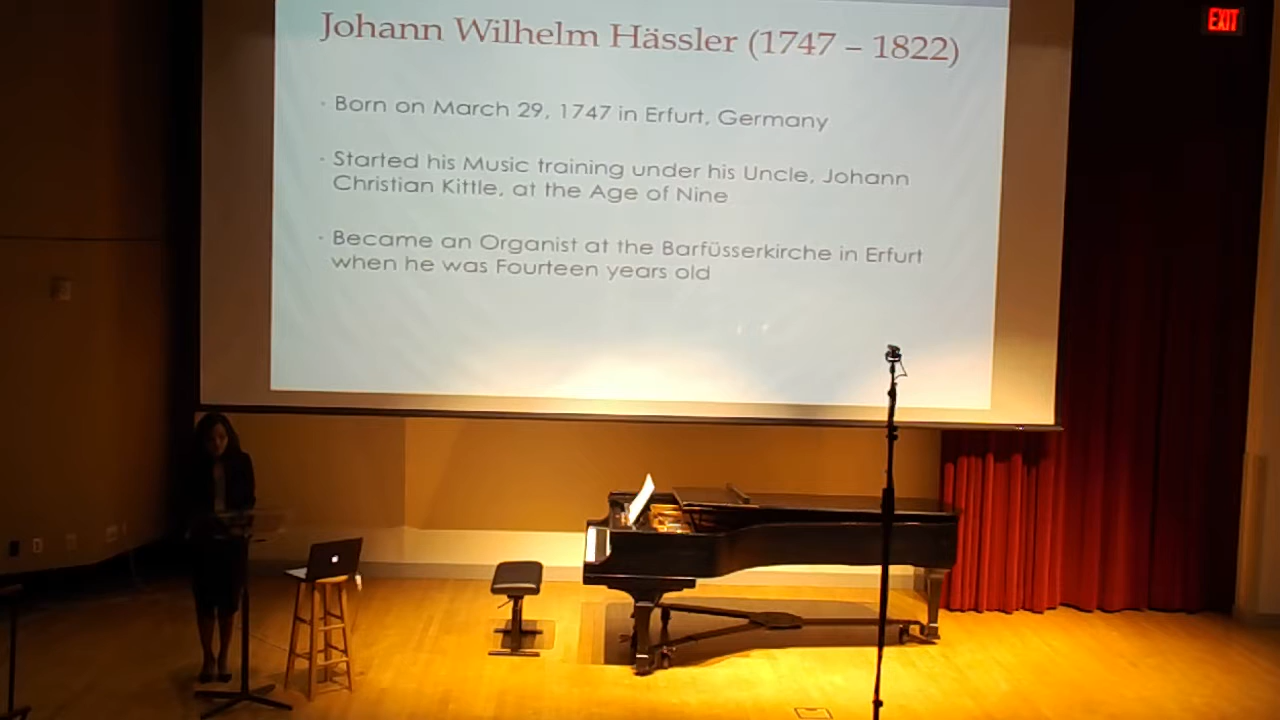 Johann Wilhelm Hässler (1747 – 1822)
· Born on March 29, 1747 in Erfurt, Germany
· Started his Music training under his Uncle, Johann
Christian Kittle, at the Age of Nine
· Became an Organist at the Barfüsserkirche in Erfurt
when he was Fourteen years old
EXIT